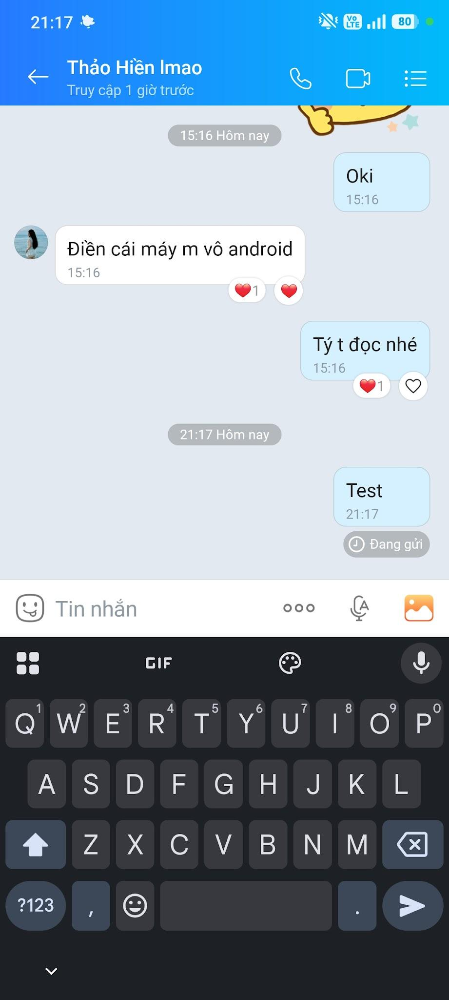 21:17
VO LTE
80
Thảo Hiền lmao
Truy cập 1 giờ trước
15:16 Hôm nay
Oki
15:16
Điền cái máy m vô android
15:16
1
Tý t đọc nhé
15:16
1
21:17 Hôm nay
Test
21:17
Đang gửi
Tin nhắn
A
GIF
Q1 W2 E3 R4 T5 Y6 U7 I8 O9 P0
A S D F G H J K L
Z X C V B N M
?123 , .